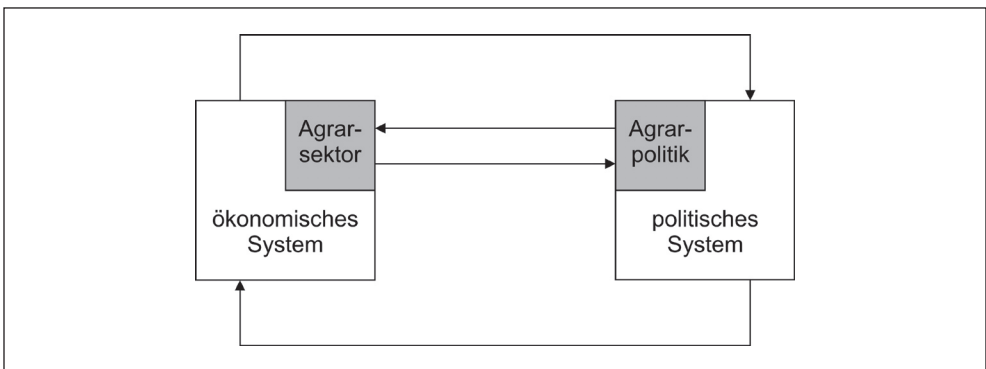 Agrar-
sektor
ökonomisches
System
Agrar-
politik
politisches
System